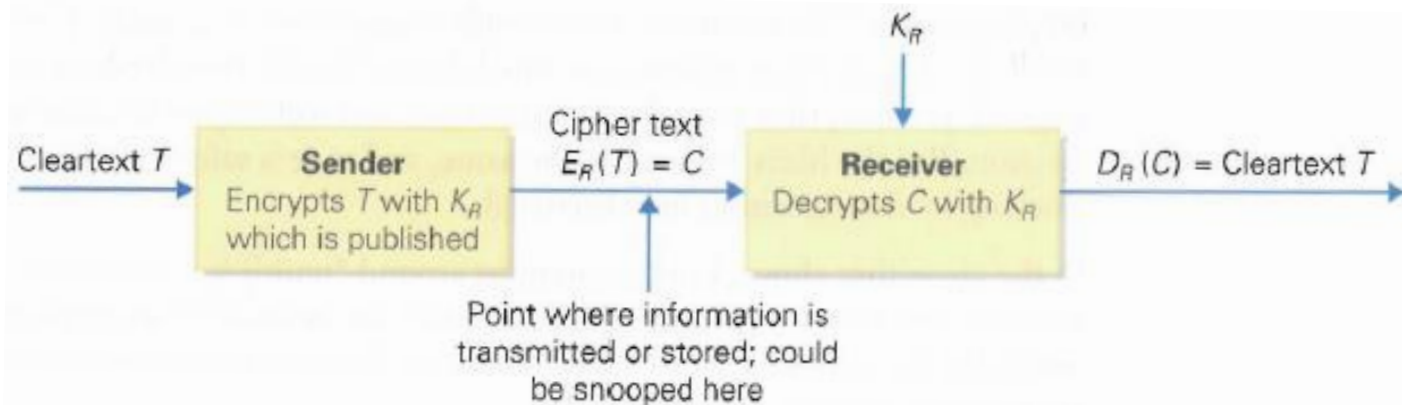 K_R
Cleartext T
Sender
Encrypts T with K_R
which is published
Cipher text
E_R(T) = C
Receiver
Decrypts C with K_R
D_R(C) = Cleartext T
Point where information is
transmitted or stored; could
be snooped here